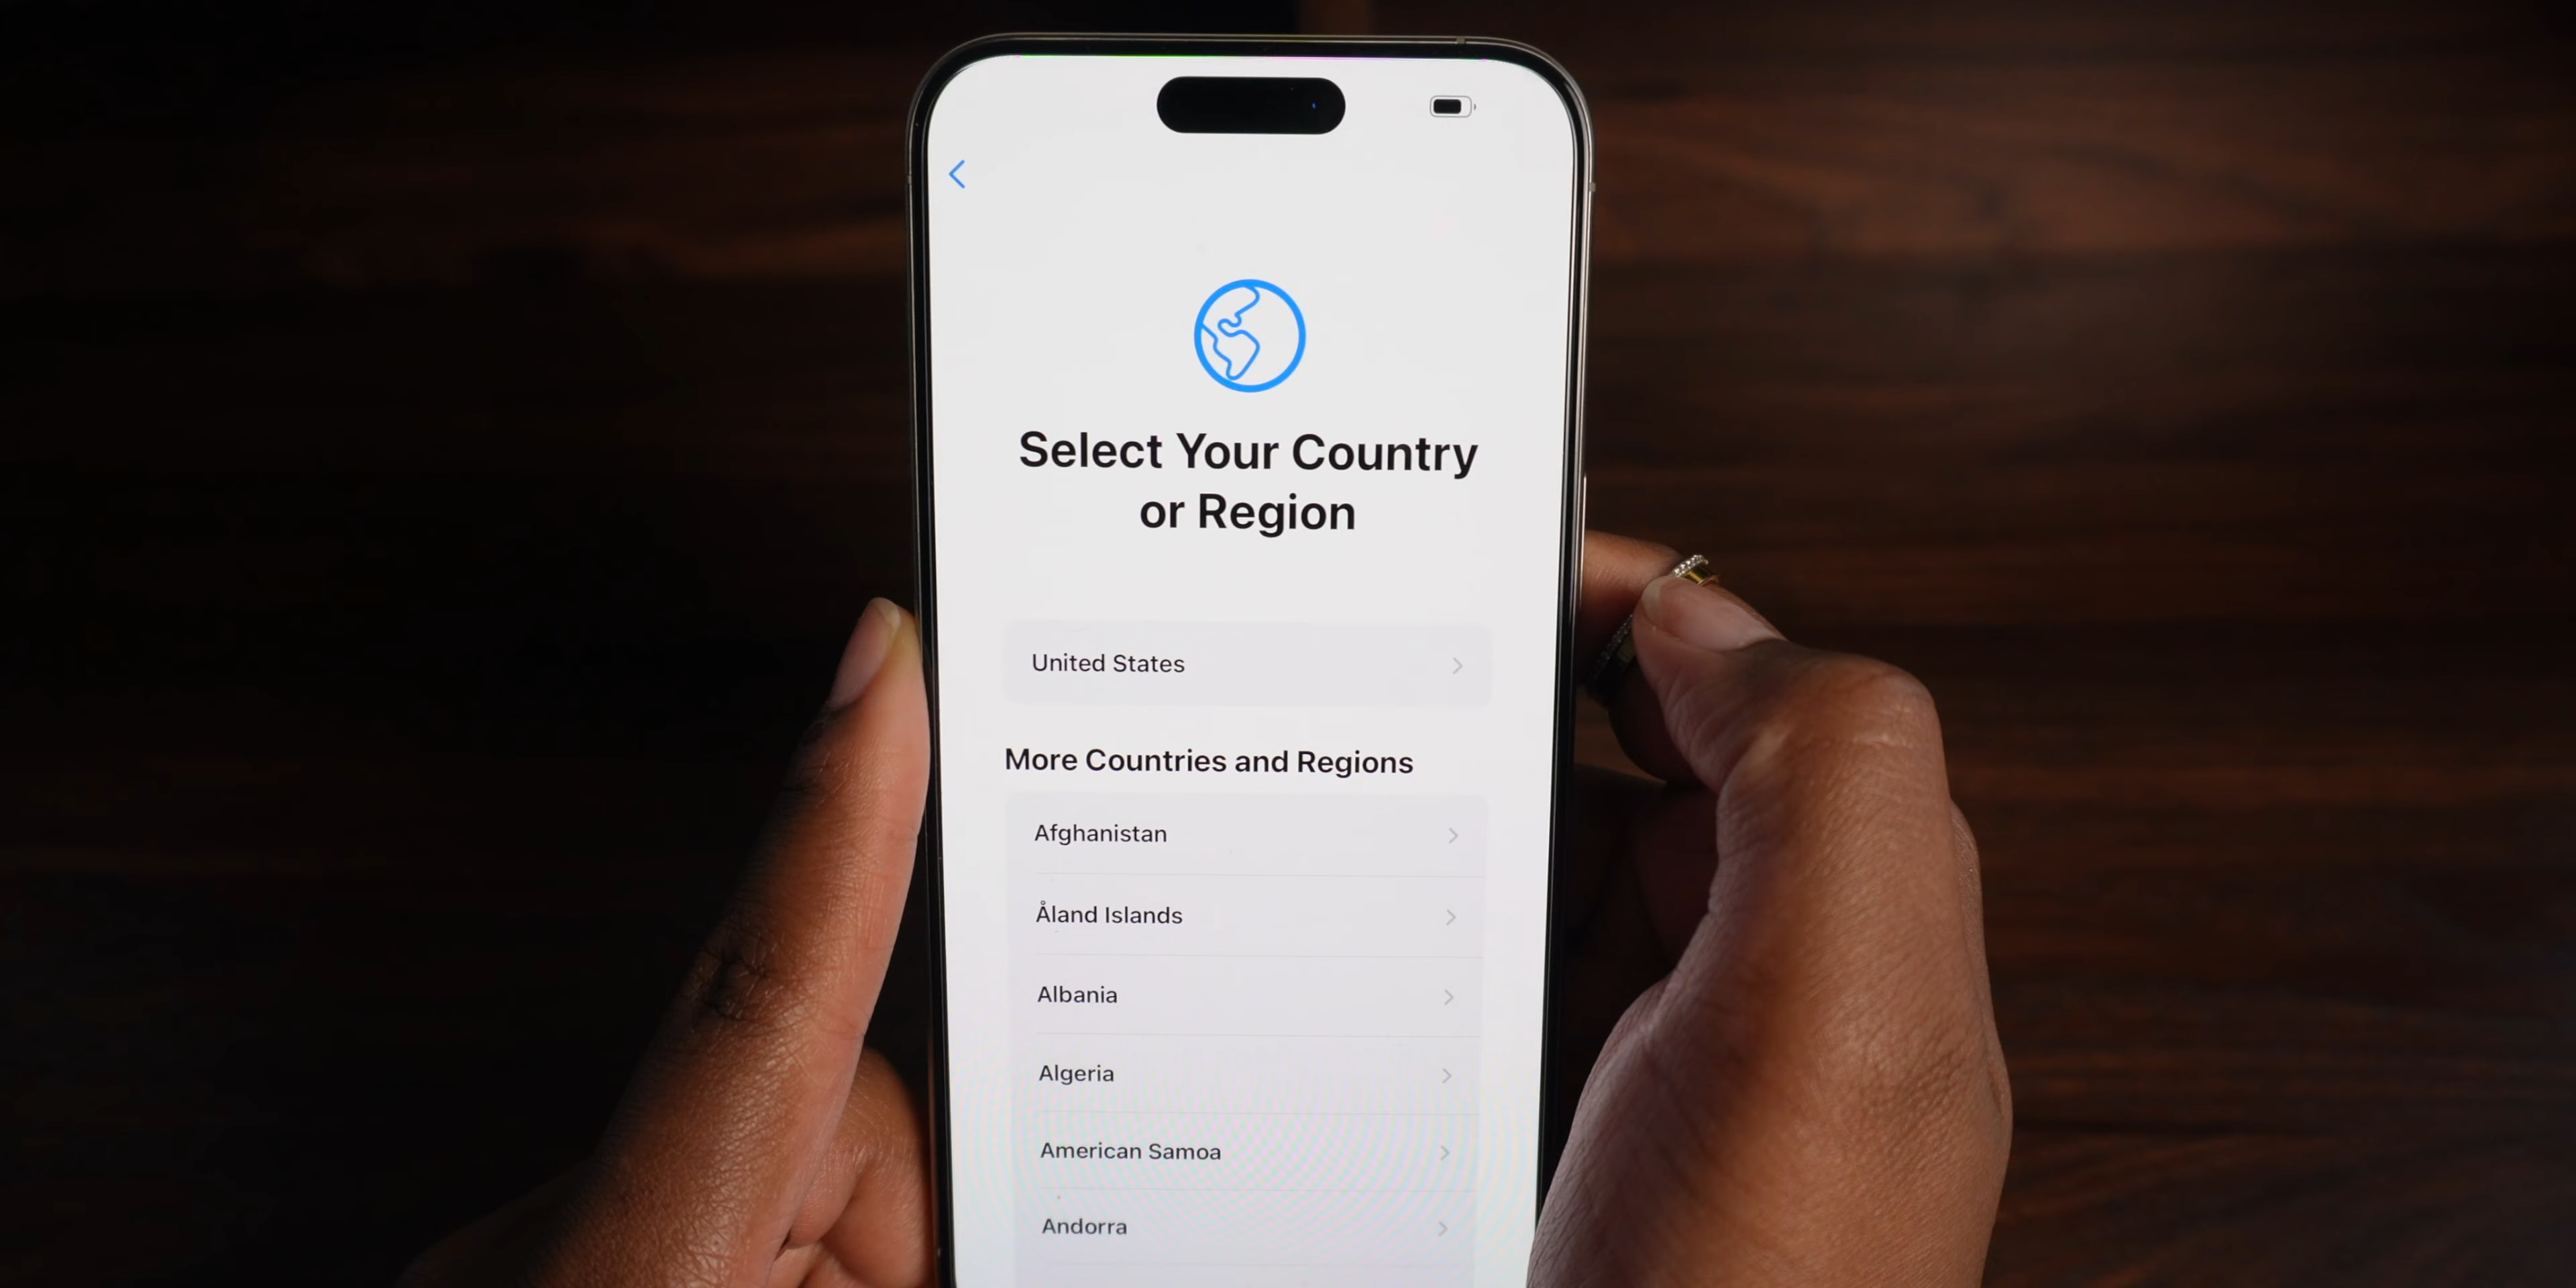 Select Your Country
or Region
United States
More Countries and Regions
Afghanistan
Åland Islands
Albania
Algeria
American Samoa
Andorra